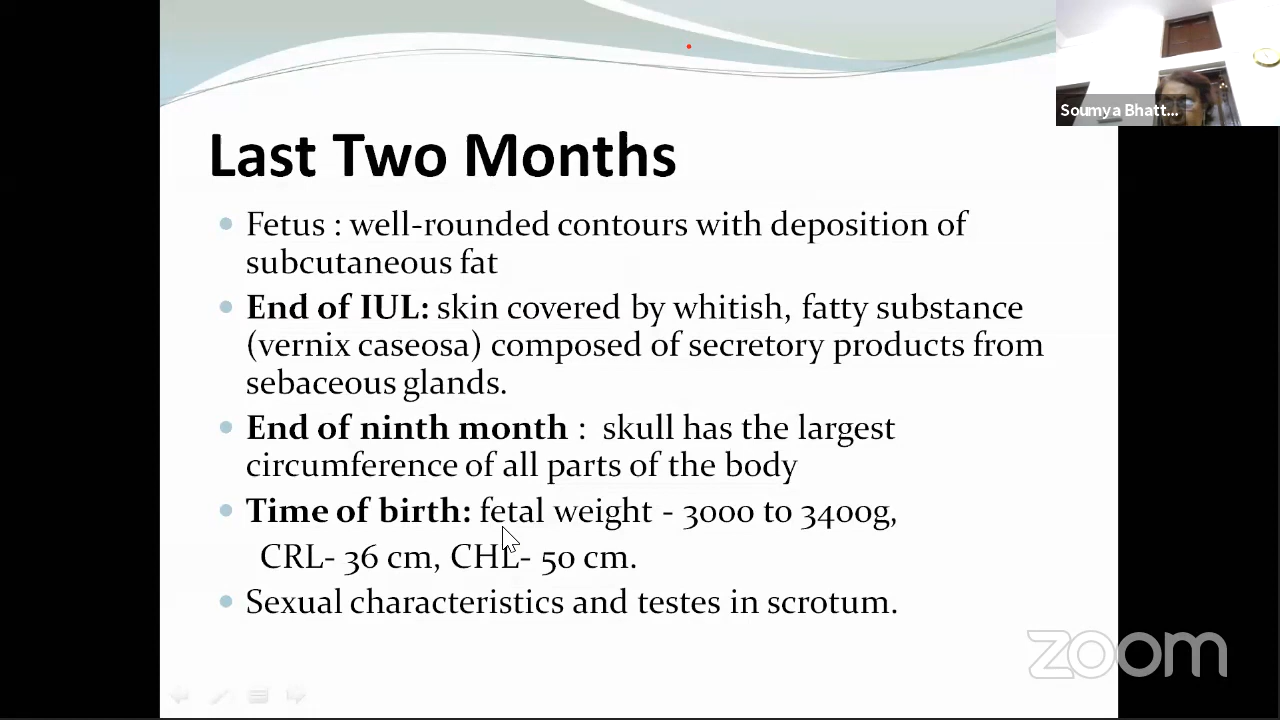 Soumya Bhatt...
Last Two Months
Fetus : well-rounded contours with deposition of
subcutaneous fat
End of IUL: skin covered by whitish, fatty substance
(vernix caseosa) composed of secretory products from
sebaceous glands.
End of ninth month : skull has the largest
circumference of all parts of the body
Time of birth: fetal weight - 3000 to 3400g,
CRL- 36 cm, CHL- 50 cm.
Sexual characteristics and testes in scrotum.
zoom